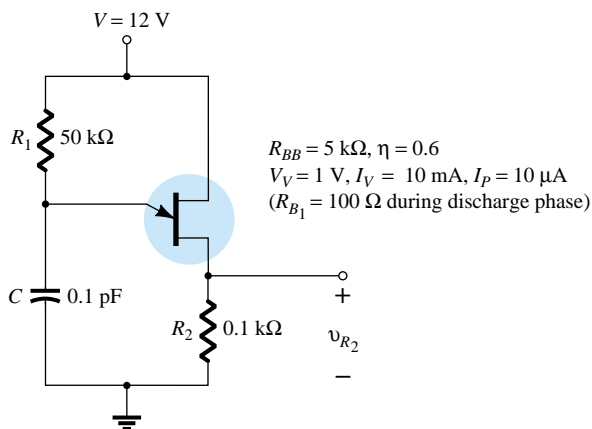 V = 12 V
R1 50 kΩ
RBB = 5 kΩ, η = 0.6
VV = 1 V, IV = 10 mA, IP = 10 μA
(RB1 = 100 Ω during discharge phase)
C 0.1 pF
R2 0.1 kΩ
+
υR2
–